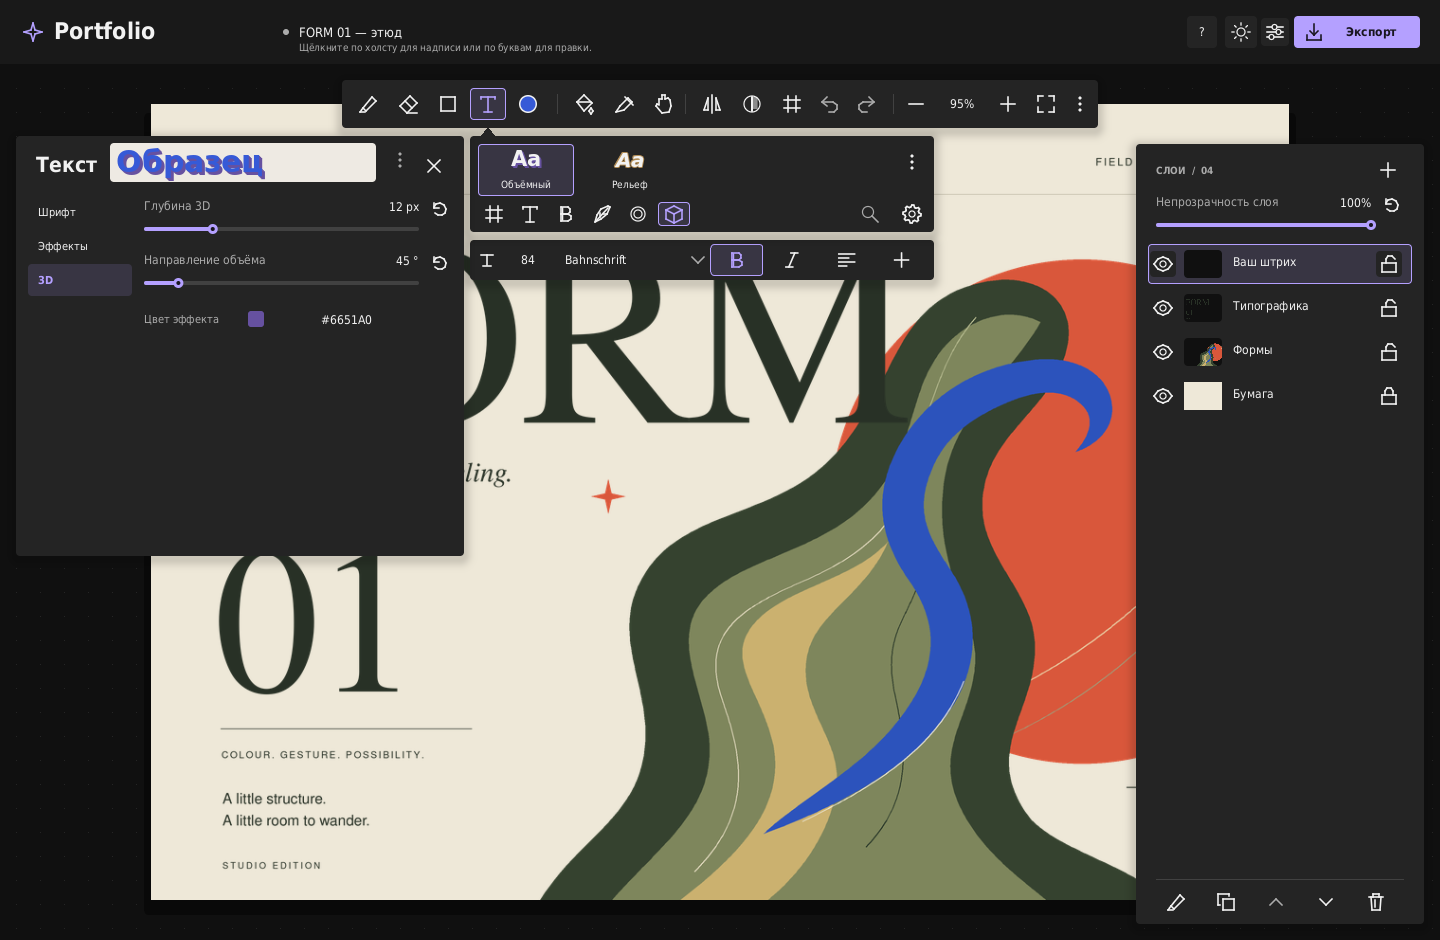 Portfolio
FORM 01 — этюд
Щёлкните по холсту для надписи или по буквам для правки.
?
Экспорт
95%
Текст
Образец
Шрифт
Эффекты
3D
Глубина 3D
12 px
Направление объёма
45 °
Цвет эффекта
#6651A0
Aa
Объёмный
Aa
Рельеф
84
Bahnschrift
FIELD
СЛОИ / 04
Непрозрачность слоя
100%
Ваш штрих
Типографика
Формы
Бумага
ORM
ling.
01
COLOUR. GESTURE. POSSIBILITY.
A little structure.
A little room to wander.
STUDIO EDITION